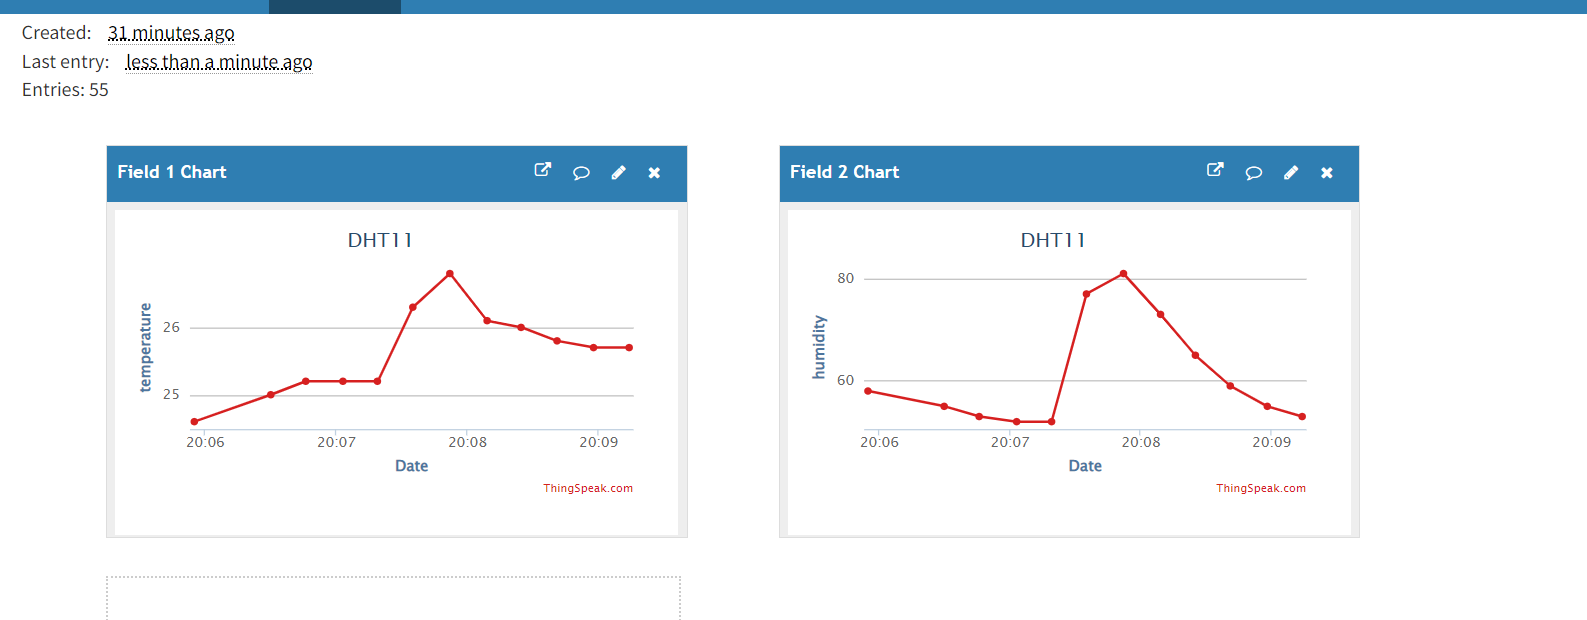 Created: 31 minutes ago
Last entry: less than a minute ago
Entries: 55
Field 1 Chart
DHT11
temperature
26
25
20:06 20:07 20:08 20:09
Date
ThingSpeak.com
Field 2 Chart
DHT11
humidity
80
60
20:06 20:07 20:08 20:09
Date
ThingSpeak.com